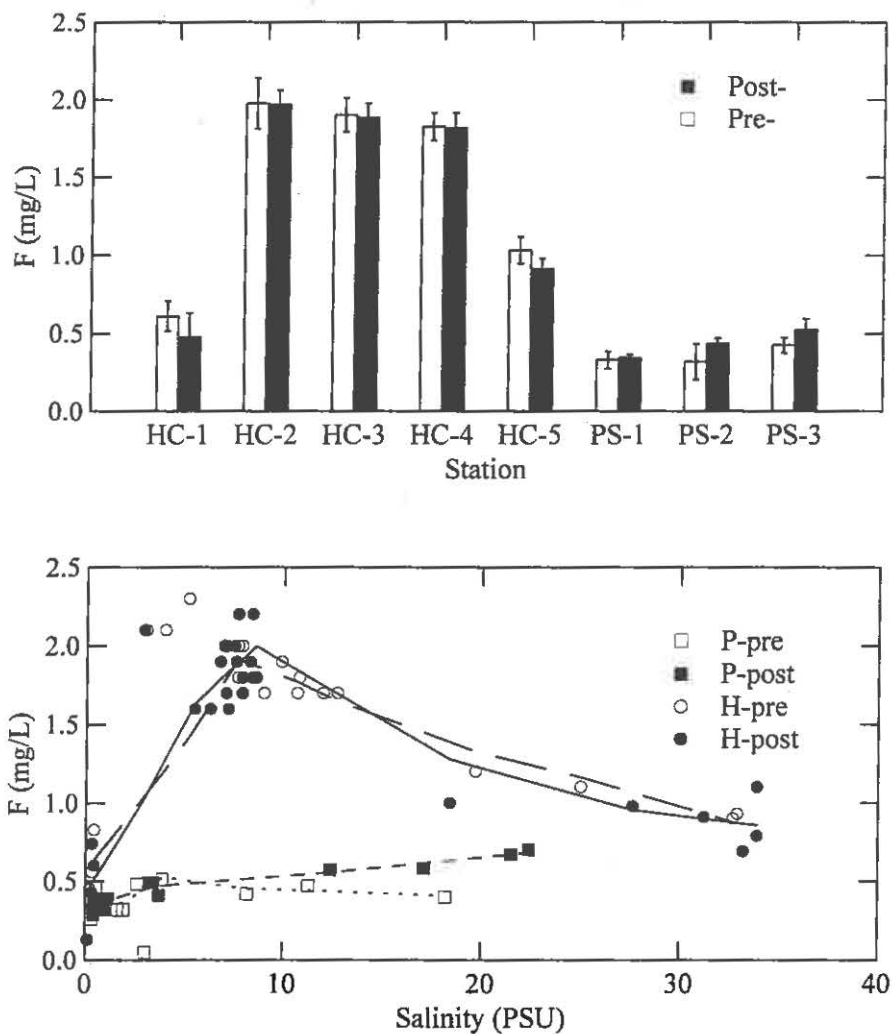 2.5
Post-
Pre-
2.0
1.5
F (mg/L)
1.0
0.5
0.0
HC-1 HC-2 HC-3 HC-4 HC-5 PS-1 PS-2 PS-3
Station
2.5
P-pre
P-post
H-pre
H-post
2.0
1.5
F (mg/L)
1.0
0.5
0.0
0 10 20 30 40
Salinity (PSU)